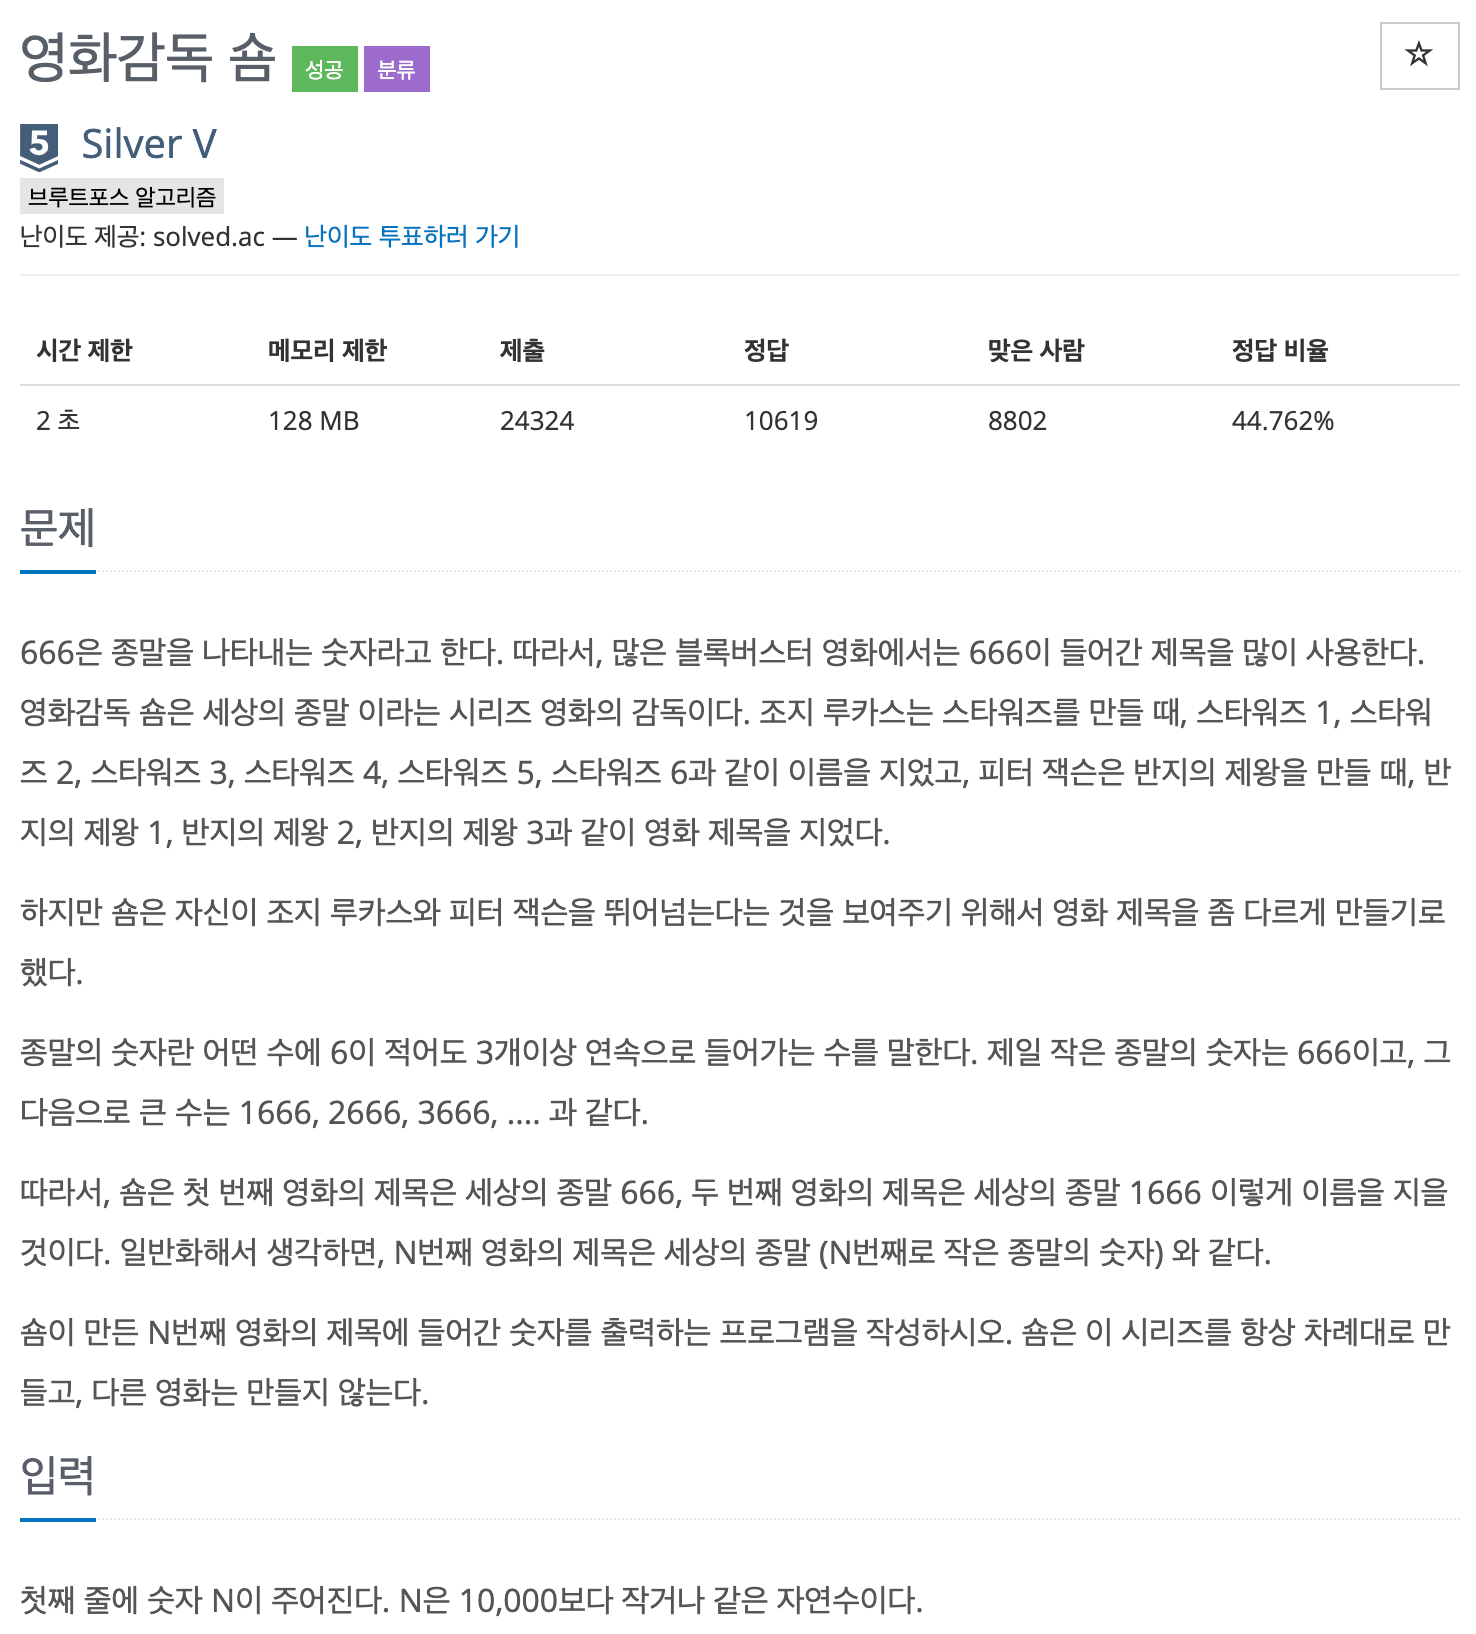 영화감독 숌 성공 분류
☆
5 Silver V
브루트포스 알고리즘
난이도 제공: solved.ac — 난이도 투표하러 가기
시간 제한 메모리 제한 제출 정답 맞은 사람 정답 비율
2 초 128 MB 24324 10619 8802 44.762%
문제
666은 종말을 나타내는 숫자라고 한다. 따라서, 많은 블록버스터 영화에서는 666이 들어간 제목을 많이 사용한다.
영화감독 숌은 세상의 종말 이라는 시리즈 영화의 감독이다. 조지 루카스는 스타워즈를 만들 때, 스타워즈 1, 스타워
즈 2, 스타워즈 3, 스타워즈 4, 스타워즈 5, 스타워즈 6과 같이 이름을 지었고, 피터 잭슨은 반지의 제왕을 만들 때, 반
지의 제왕 1, 반지의 제왕 2, 반지의 제왕 3과 같이 영화 제목을 지었다.
하지만 숌은 자신이 조지 루카스와 피터 잭슨을 뛰어넘는다는 것을 보여주기 위해서 영화 제목을 좀 다르게 만들기로
했다.
종말의 숫자란 어떤 수에 6이 적어도 3개이상 연속으로 들어가는 수를 말한다. 제일 작은 종말의 숫자는 666이고, 그
다음으로 큰 수는 1666, 2666, 3666, .... 과 같다.
따라서, 숌은 첫 번째 영화의 제목은 세상의 종말 666, 두 번째 영화의 제목은 세상의 종말 1666 이렇게 이름을 지을
것이다. 일반화해서 생각하면, N번째 영화의 제목은 세상의 종말 (N번째로 작은 종말의 숫자) 와 같다.
숌이 만든 N번째 영화의 제목에 들어간 숫자를 출력하는 프로그램을 작성하시오. 숌은 이 시리즈를 항상 차례대로 만
들고, 다른 영화는 만들지 않는다.
입력
첫째 줄에 숫자 N이 주어진다. N은 10,000보다 작거나 같은 자연수이다.